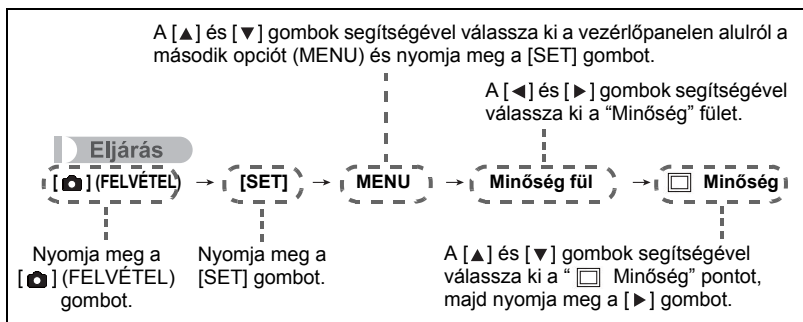 A [▲] és [▼] gombok segítségével válassza ki a vezérlőpanelen alulról a
második opciót (MENU) és nyomja meg a [SET] gombot.
A [◄] és [►] gombok segítségével
válassza ki a “Minőség” fület.
Eljárás
[📷] (FELVÉTEL) → [SET] → MENU → Minőség fül → □ Minőség
Nyomja meg a
[📷] (FELVÉTEL)
gombot.
Nyomja meg a
[SET] gombot.
A [▲] és [▼] gombok segítségével
válassza ki a “ □ Minőség” pontot,
majd nyomja meg a [►] gombot.